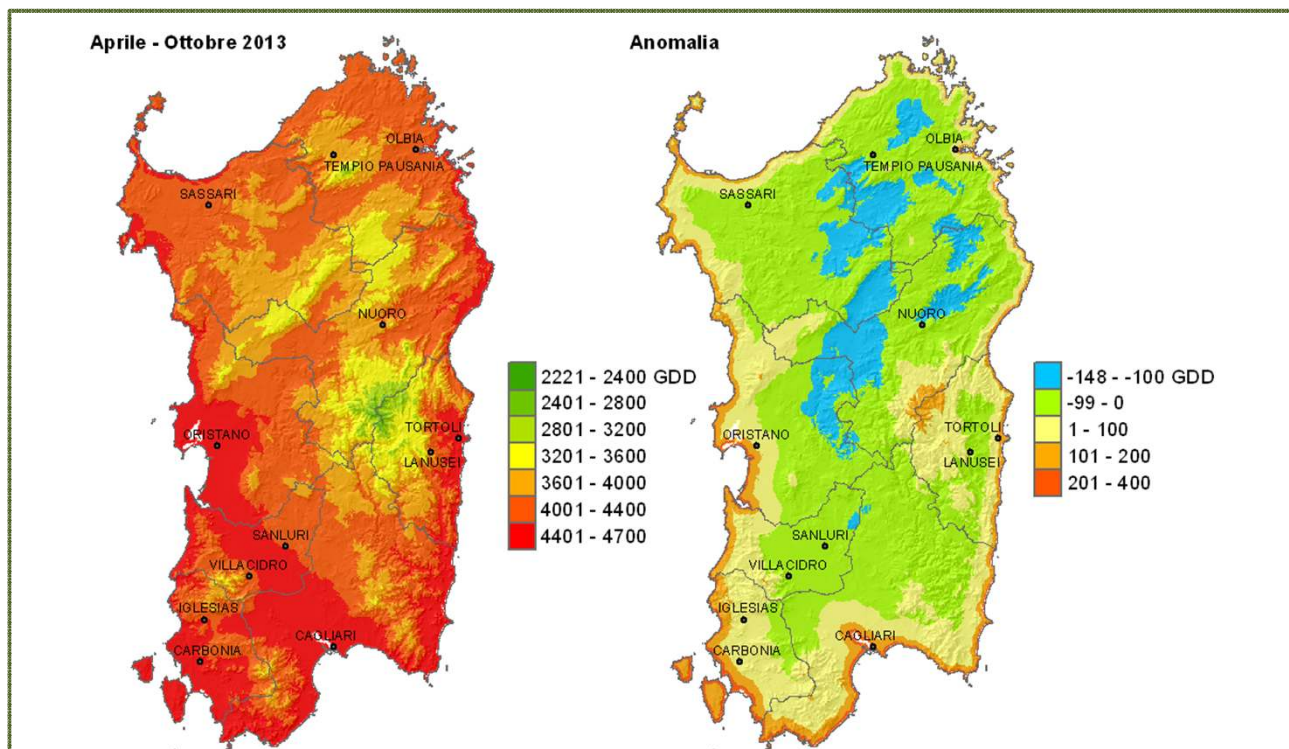 Aprile - Ottobre 2013
OLBIA
TEMPIO PAUSANIA
SASSARI
NUORO
ORISTANO
TORTOLI
LANUSEI
SANLURI
VILLACIDRO
IGLESIAS
CAGLIARI
CARBONIA
2221 - 2400 GDD
2401 - 2800
2801 - 3200
3201 - 3600
3601 - 4000
4001 - 4400
4401 - 4700
Anomalia
OLBIA
TEMPIO PAUSANIA
SASSARI
NUORO
ORISTANO
TORTOLI
LANUSEI
SANLURI
VILLACIDRO
IGLESIAS
CAGLIARI
CARBONIA
-148 - -100 GDD
-99 - 0
1 - 100
101 - 200
201 - 400